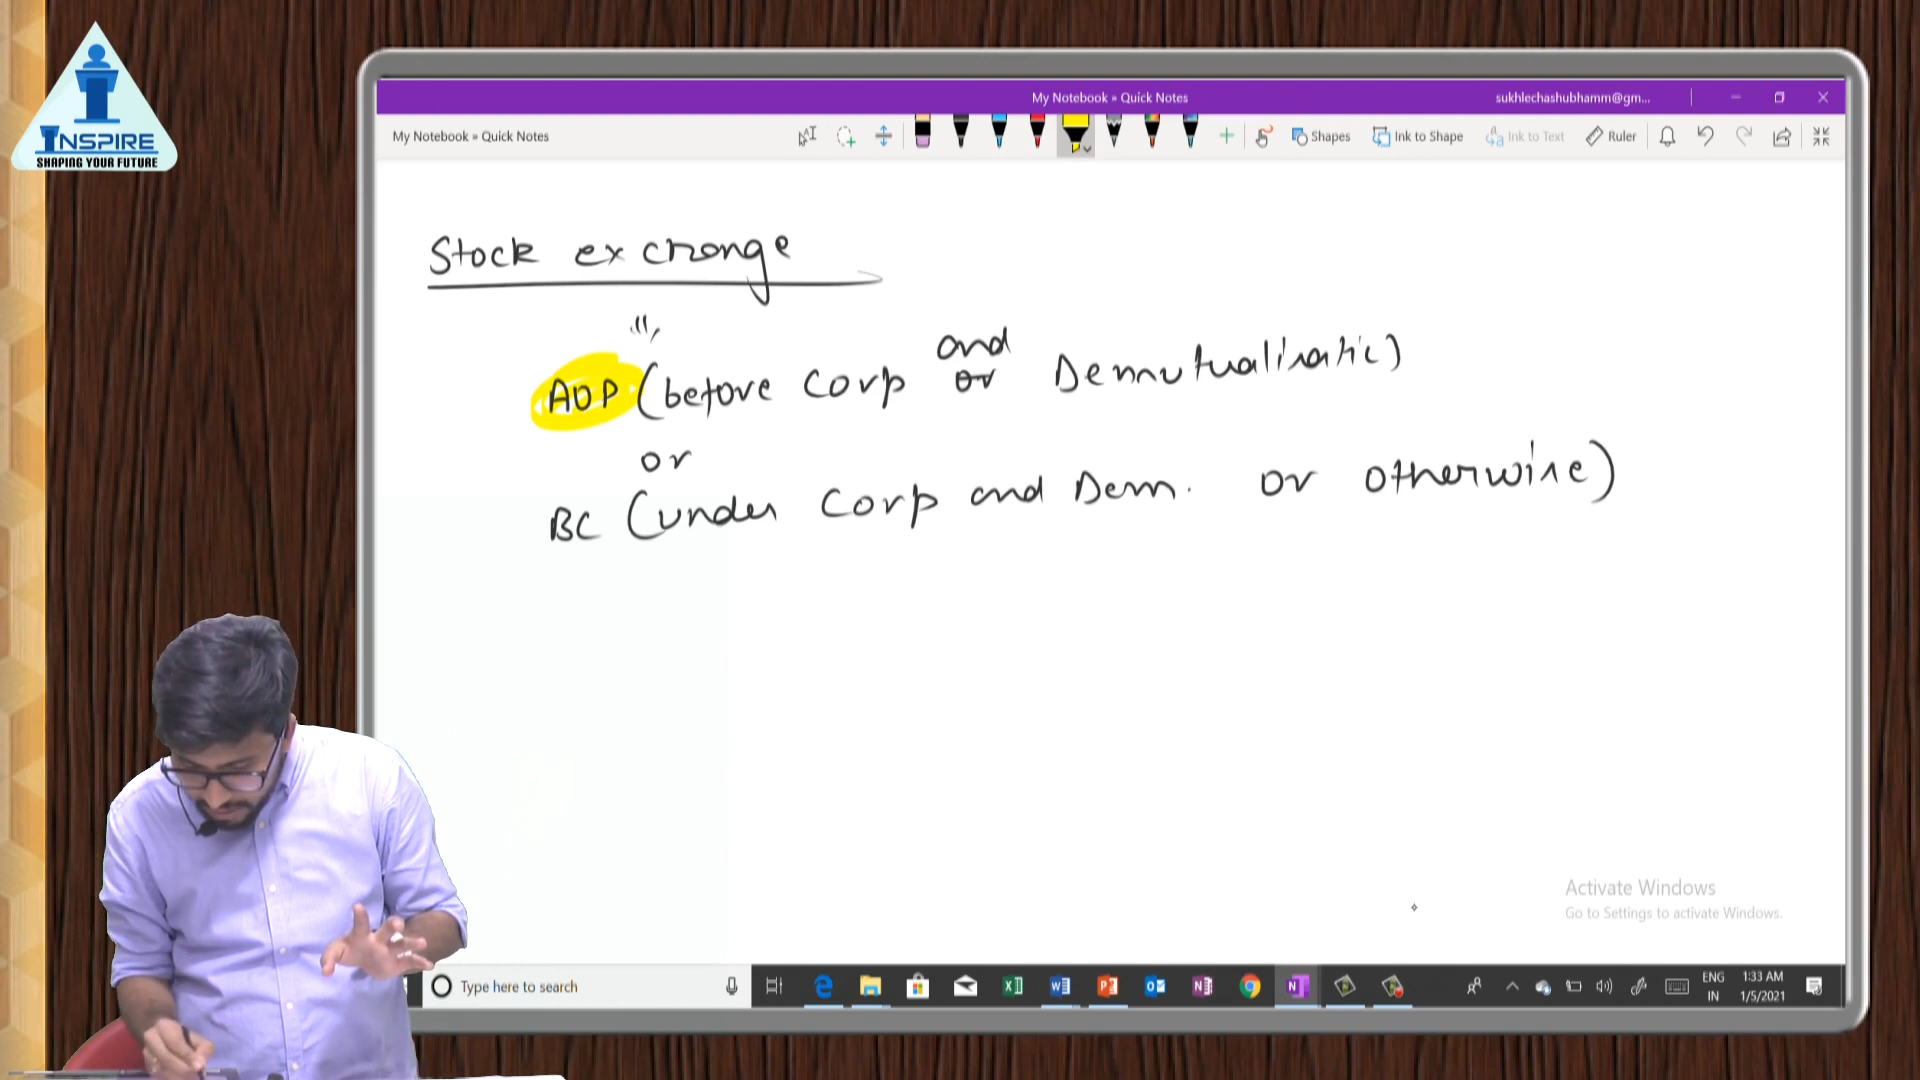 INSPIRE
SHAPING YOUR FUTURE
My Notebook » Quick Notes
sukhlechashubhamm@gm...
My Notebook » Quick Notes
Shapes
Ink to Shape
Ink to Text
Ruler
Stock exchange
AOP (before Corp or and Demutualisatic)
or
BC (under Corp and Dem. or otherwise)
Activate Windows
Go to Settings to activate Windows.
Type here to search
ENG
IN
1:33 AM
1/5/2021